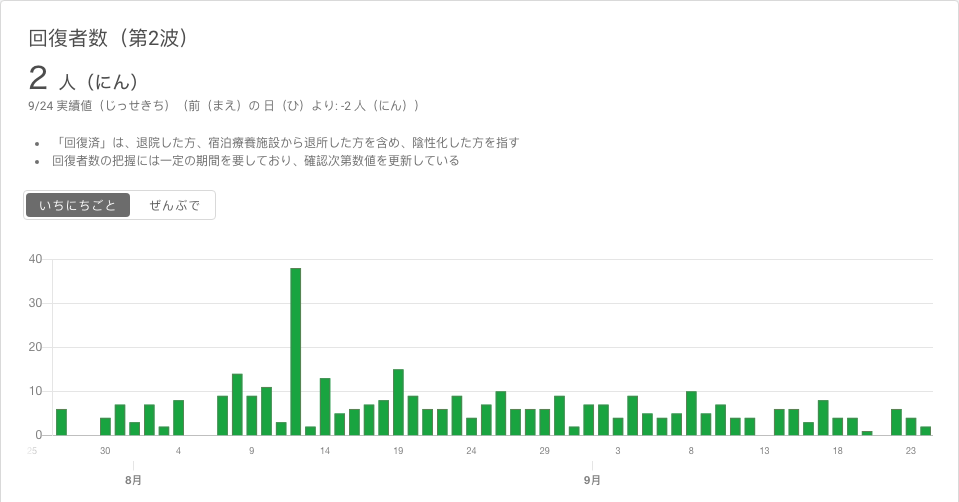 回復者数（第2波）
2 人（にん）
9/24 実績値（じっせきち）（前（まえ）の 日（ひ）より: -2 人（にん））
• 「回復済」は、退院した方、宿泊療養施設から退所した方を含め、陰性化した方を指す
• 回復者数の把握には一定の期間を要しており、確認次第数値を更新している
いちにちごと ぜんぶで
40
30
20
10
0
25 30 4 9 14 19 24 29 3 8 13 18 23
8月 9月